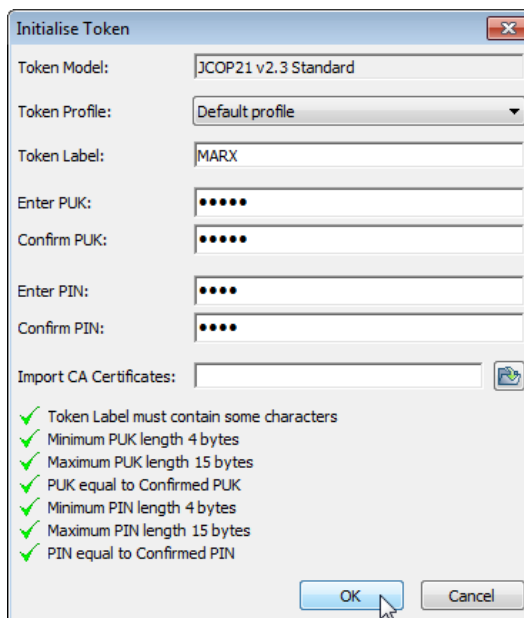 Initialise Token
Token Model: JCOP21 v2.3 Standard
Token Profile: Default profile
Token Label: MARX
Enter PUK: •••••
Confirm PUK: •••••
Enter PIN: ••••
Confirm PIN: ••••
Import CA Certificates:
Token Label must contain some characters
Minimum PUK length 4 bytes
Maximum PUK length 15 bytes
PUK equal to Confirmed PUK
Minimum PIN length 4 bytes
Maximum PIN length 15 bytes
PIN equal to Confirmed PIN
OK Cancel